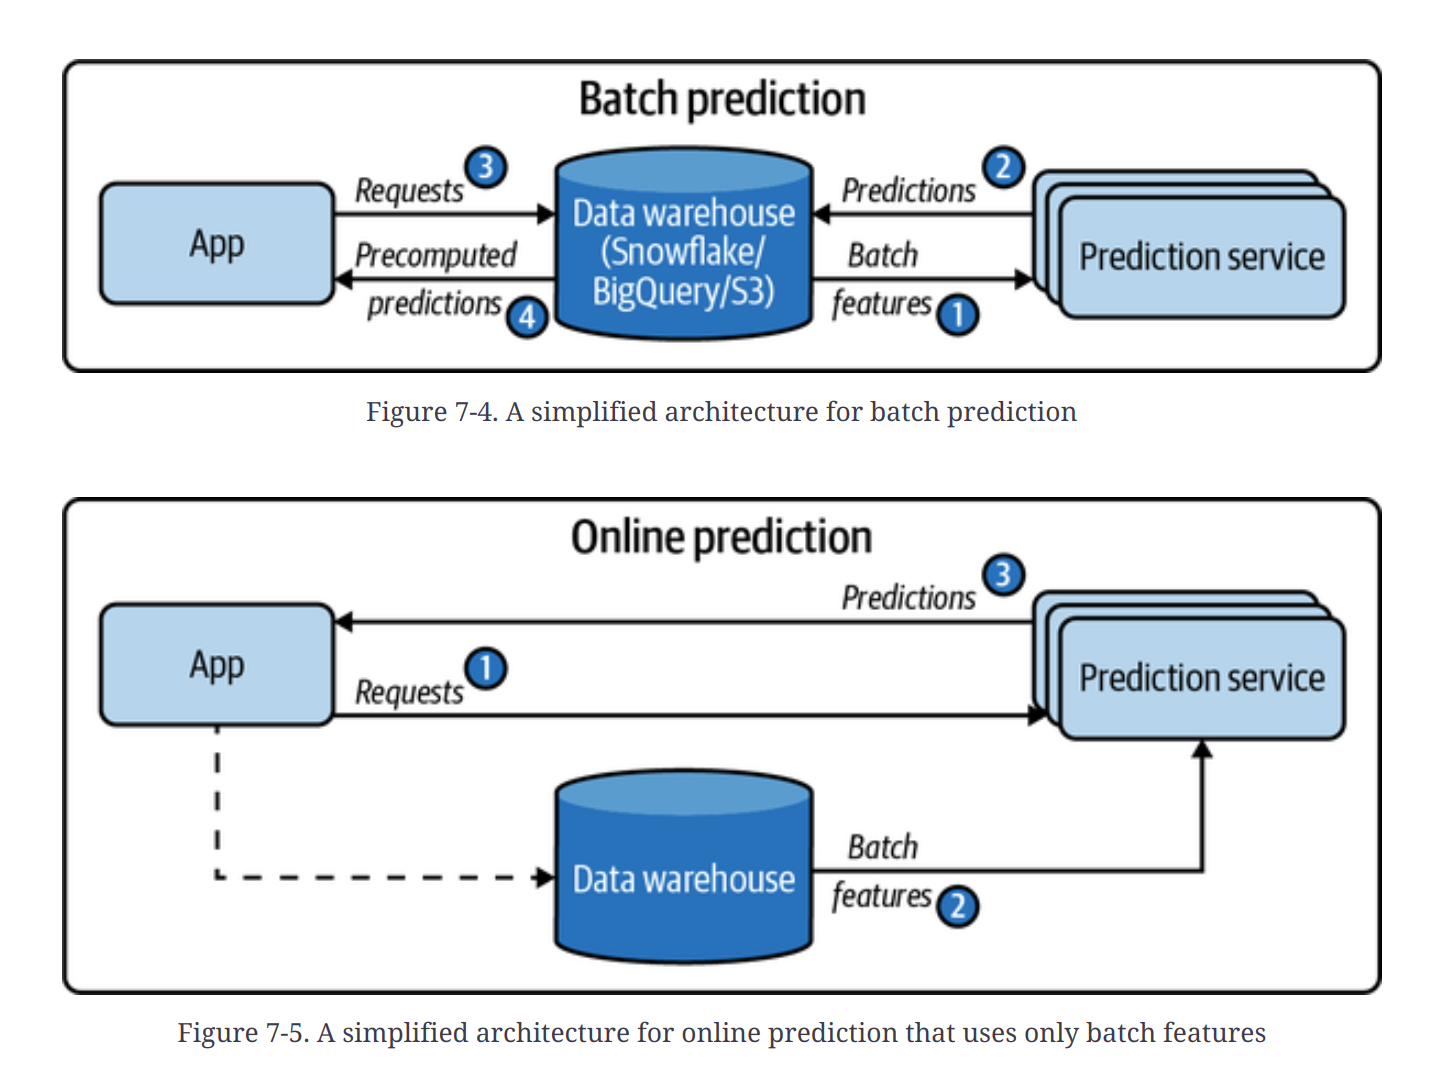 Batch prediction
App
Requests
3
Precomputed
predictions
4
Data warehouse
(Snowflake/
BigQuery/S3)
Predictions
2
Batch
features
1
Prediction service
Figure 7-4. A simplified architecture for batch prediction
Online prediction
App
Predictions
3
Requests
1
Prediction service
Data warehouse
Batch
features
2
Figure 7-5. A simplified architecture for online prediction that uses only batch features